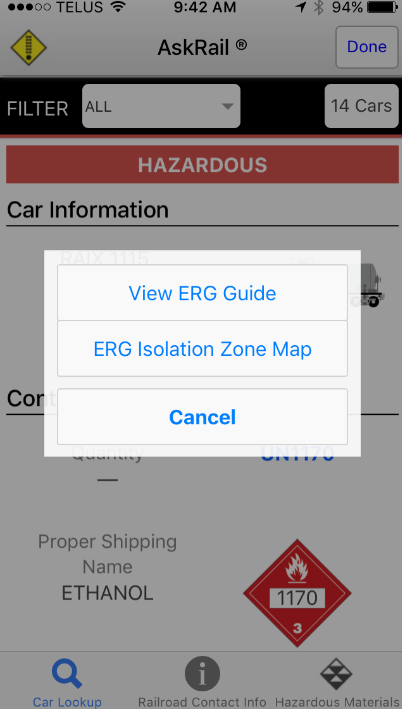 TELUS 9:42 AM 94%
AskRail ®
Done
FILTER ALL 14 Cars
HAZARDOUS
Car Information
RAIX 1115
View ERG Guide
ERG Isolation Zone Map
Cancel
Quantity
UN1170
—
Proper Shipping
Name
ETHANOL
1170
3
Car Lookup
Railroad Contact Info
Hazardous Materials